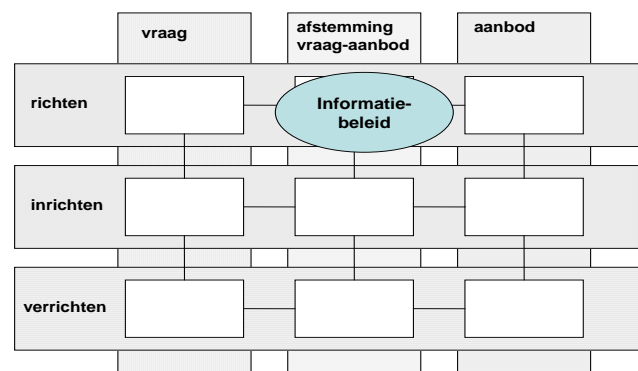 vraag
afstemming
vraag-aanbod
aanbod
richten
Informatie-
beleid
inrichten
verrichten